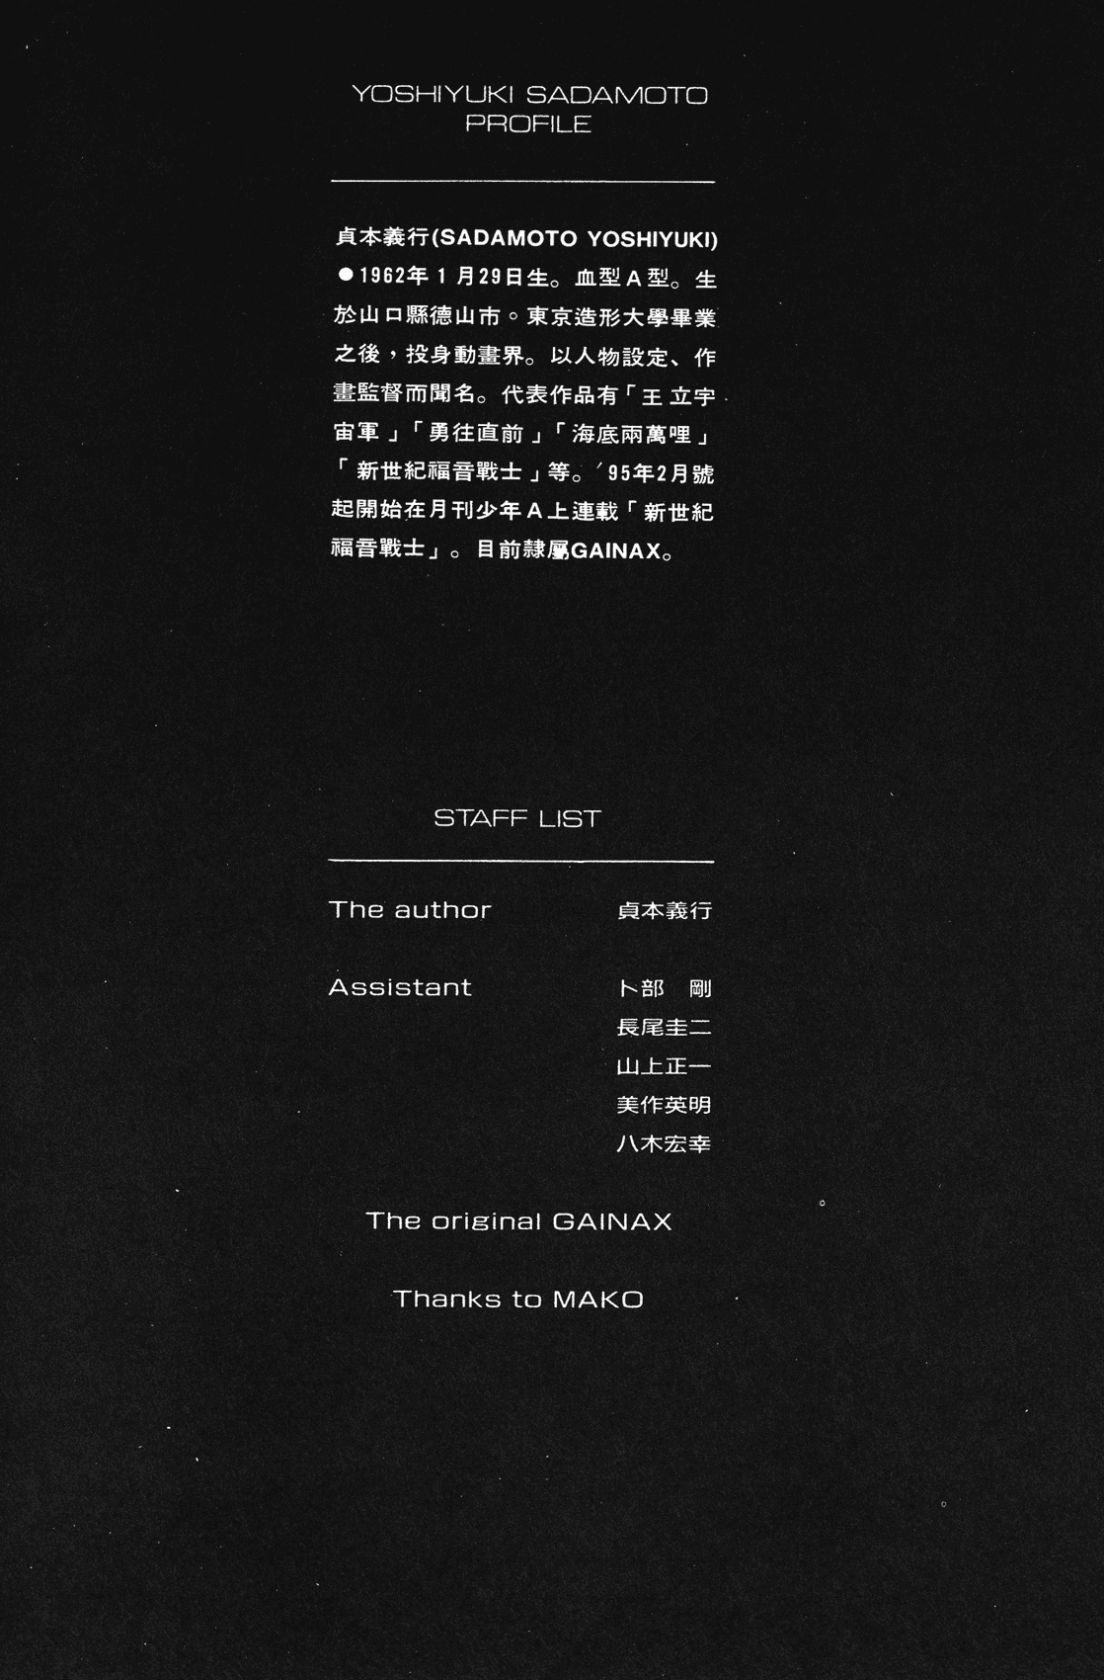 YOSHIYUKI SADAMOTO
PROFILE
貞本義行(SADAMOTO YOSHIYUKI)
●1962年1月29日生。血型A型。生
於山口縣德山市。東京造形大學畢業
之後，投身動畫界。以人物設定、作
畫監督而聞名。代表作品有「王立宇
宙軍」「勇往直前」「海底兩萬哩」
「新世紀福音戰士」等。'95年2月號
起開始在月刊少年A上連載「新世紀
福音戰士」。目前隸屬GAINAX。
STAFF LIST
The author 貞本義行
Assistant 卜部　剛
長尾圭二
山上正一
美作英明
八木宏幸
The original GAINAX
Thanks to MAKO